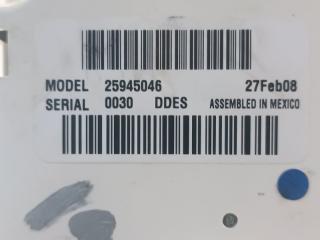 MODEL 25945046 27Feb08
SERIAL 0030 DDES ASSEMBLED IN MEXICO